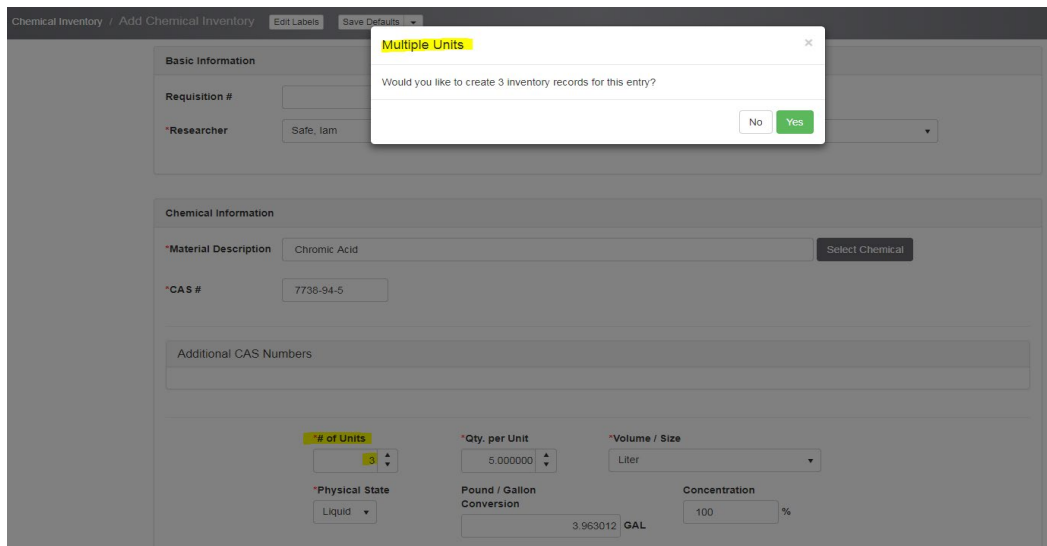 Chemical Inventory / Add Chemical Inventory Edit Labels Save Defaults
Multiple Units ×
Would you like to create 3 inventory records for this entry?
No Yes
Basic Information
Requisition #
*Researcher Safe, Iam
Chemical Information
*Material Description Chromic Acid Select Chemical
*CAS # 7738-94-5
Additional CAS Numbers
*# of Units *Qty. per Unit *Volume / Size
3 5.000000 Liter
*Physical State Pound / Gallon Conversion Concentration
Liquid 3.963012 GAL 100 %